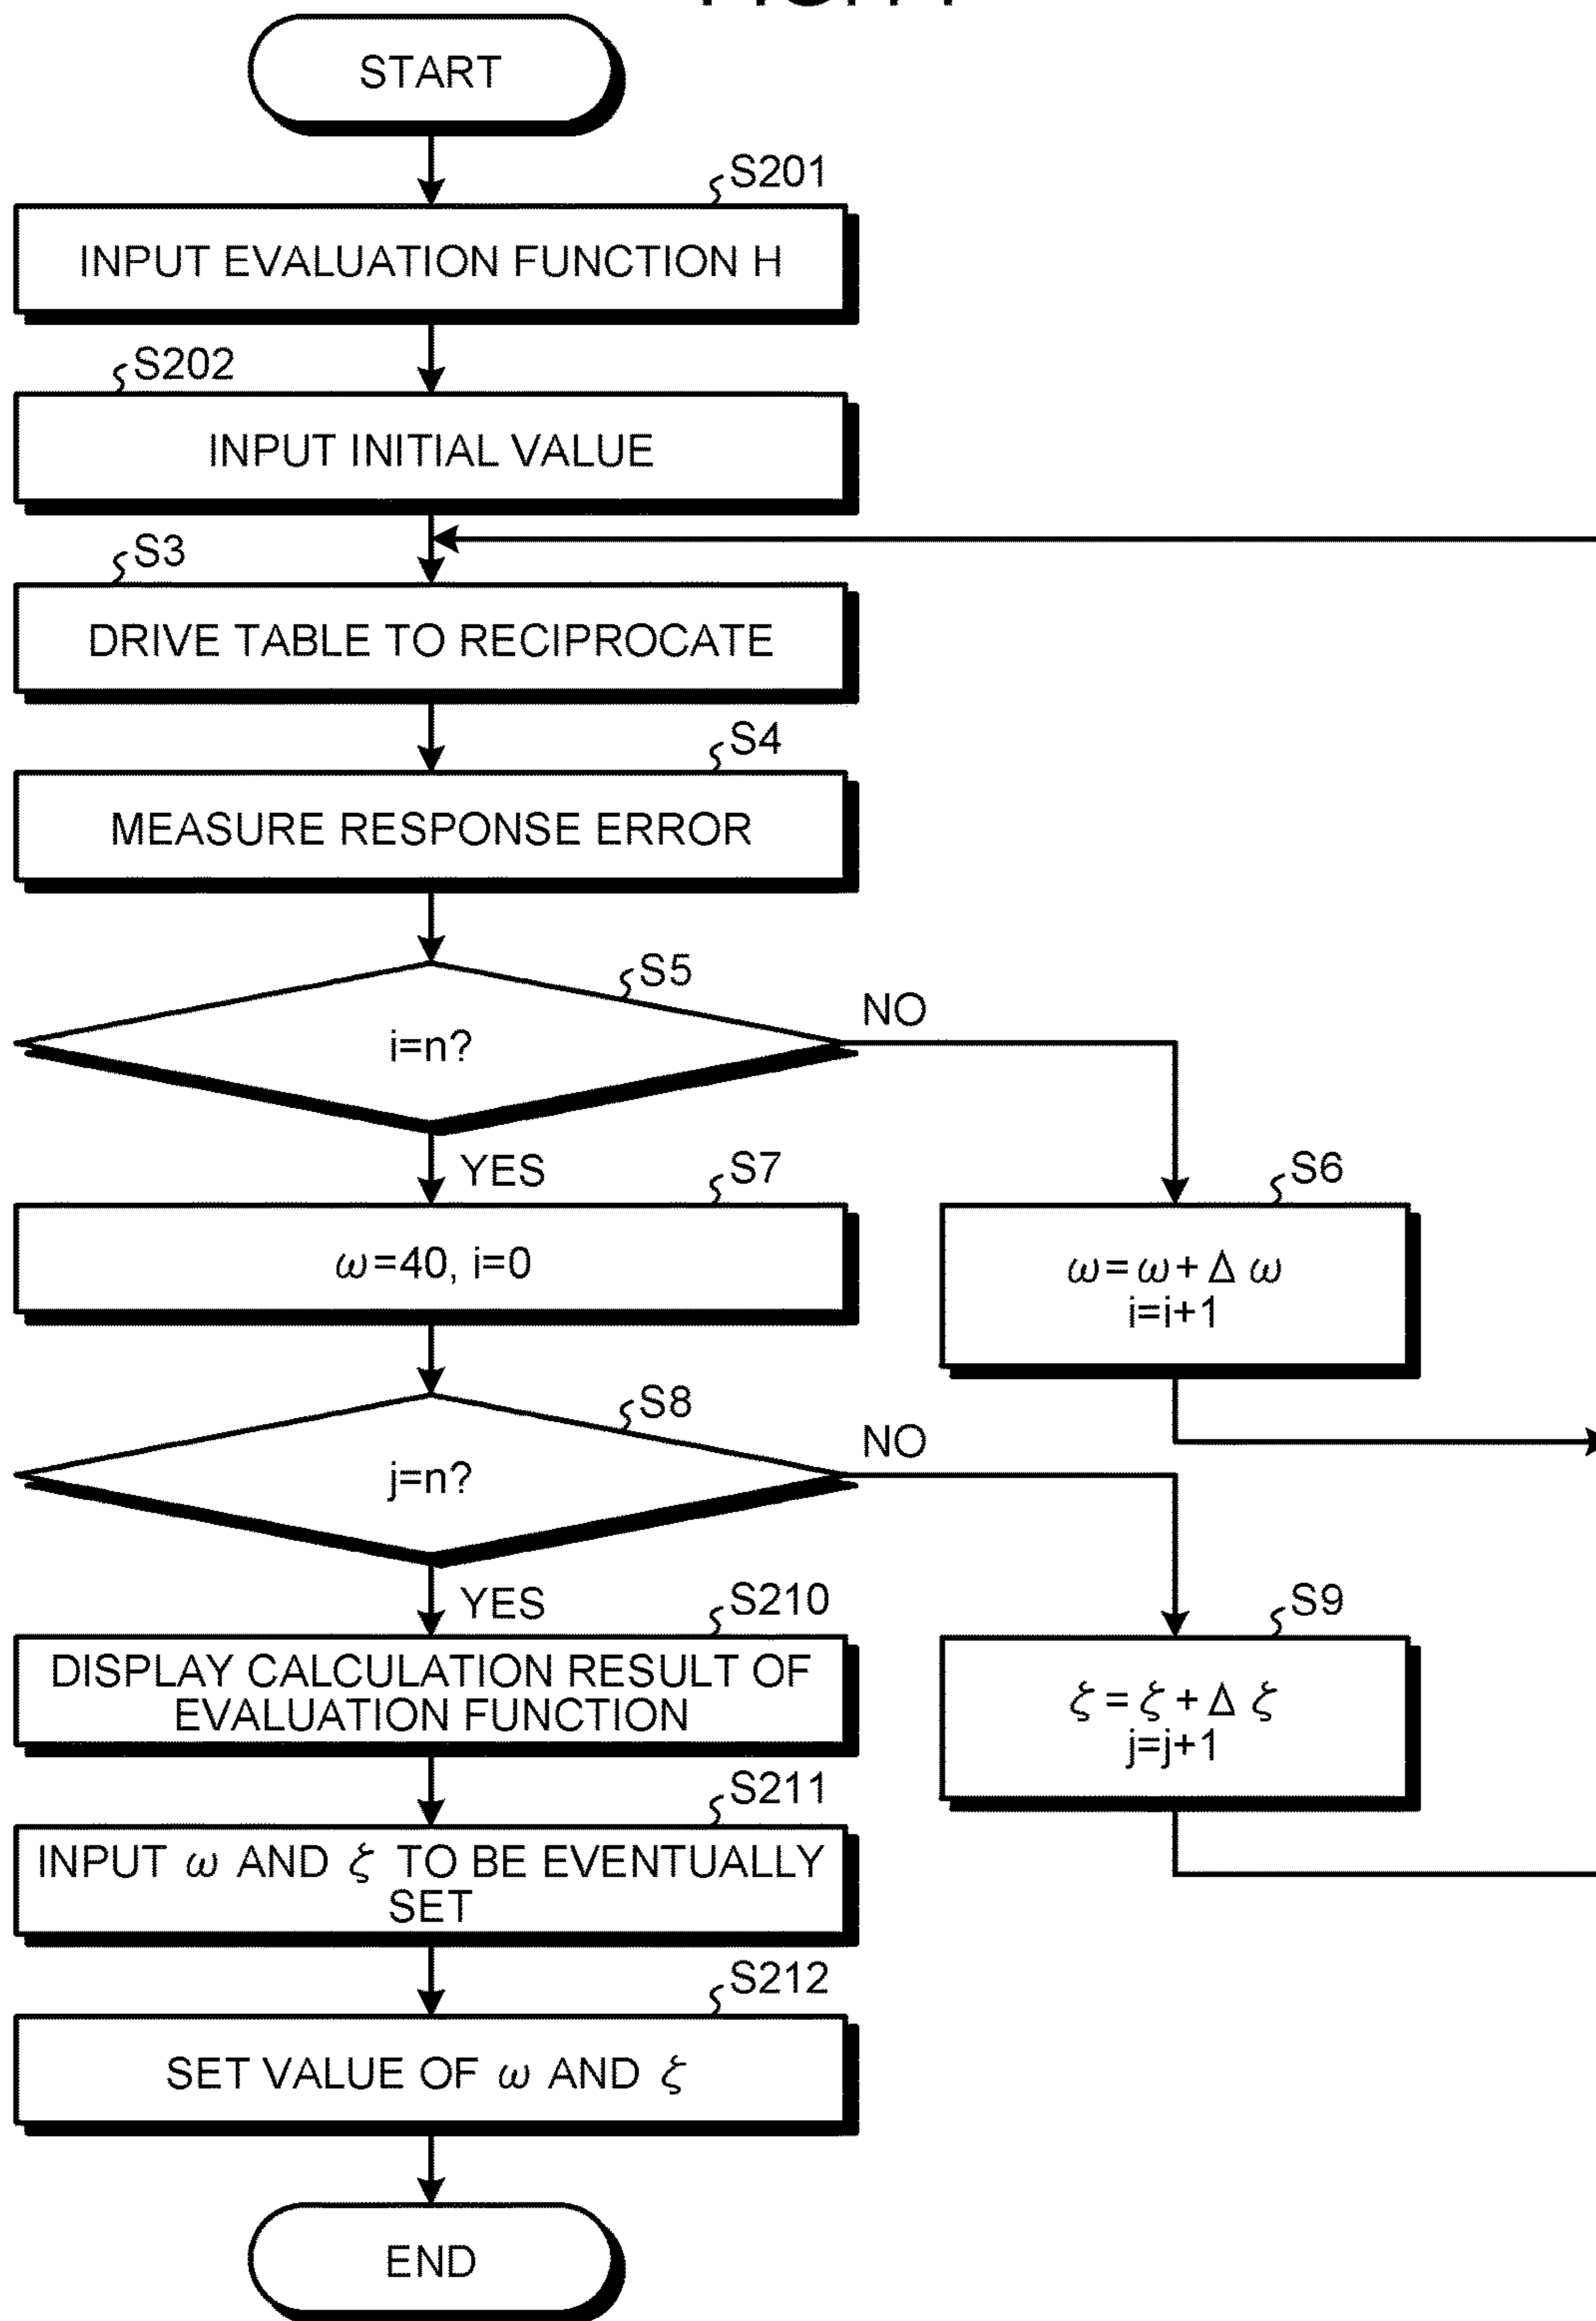 START
S201
INPUT EVALUATION FUNCTION H
S202
INPUT INITIAL VALUE
S3
DRIVE TABLE TO RECIPROCATE
S4
MEASURE RESPONSE ERROR
S5
i=n?
NO
YES
S7
ω=40, i=0
S6
ω=ω+Δω
i=i+1
S8
j=n?
NO
YES
S210
DISPLAY CALCULATION RESULT OF
EVALUATION FUNCTION
S9
ζ=ζ+Δζ
j=j+1
S211
INPUT ω AND ζ TO BE EVENTUALLY
SET
S212
SET VALUE OF ω AND ζ
END